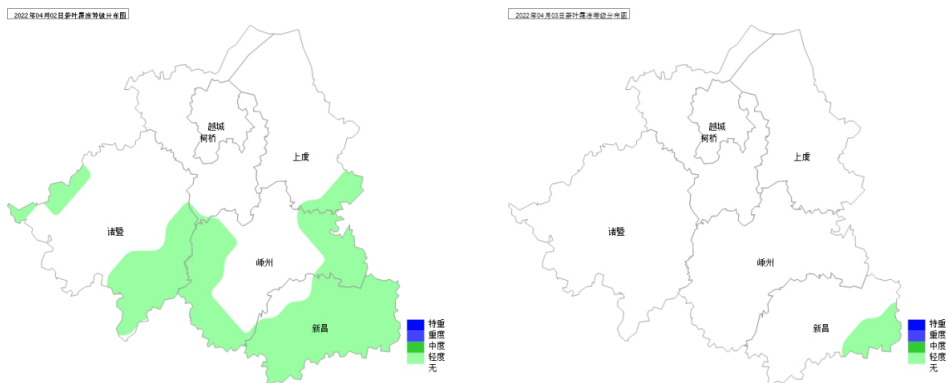 2022年04月02日茶叶霜冻等级分布图
越城
柯桥
上虞
诸暨
嵊州
新昌
特重
重度
中度
轻度
无
2022年04月03日茶叶霜冻等级分布图
越城
柯桥
上虞
诸暨
嵊州
新昌
特重
重度
中度
轻度
无